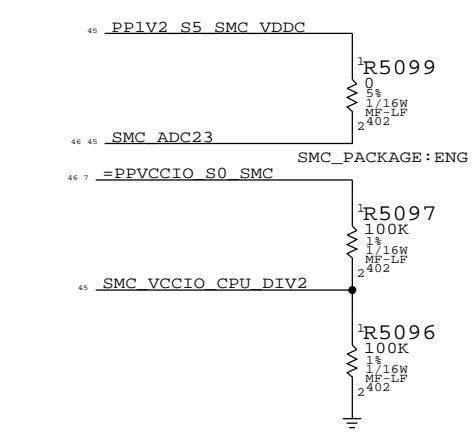 45 PP1V2_S5_SMC_VDDC
1
R5099
0
5%
1/16W
MF-LF
402
2
46 45 SMC_ADC23
SMC_PACKAGE:ENG
46 7 =PPVCCIO_S0_SMC
1
R5097
100K
1%
1/16W
MF-LF
402
2
45 SMC_VCCIO_CPU_DIV2
1
R5096
100K
1%
1/16W
MF-LF
402
2